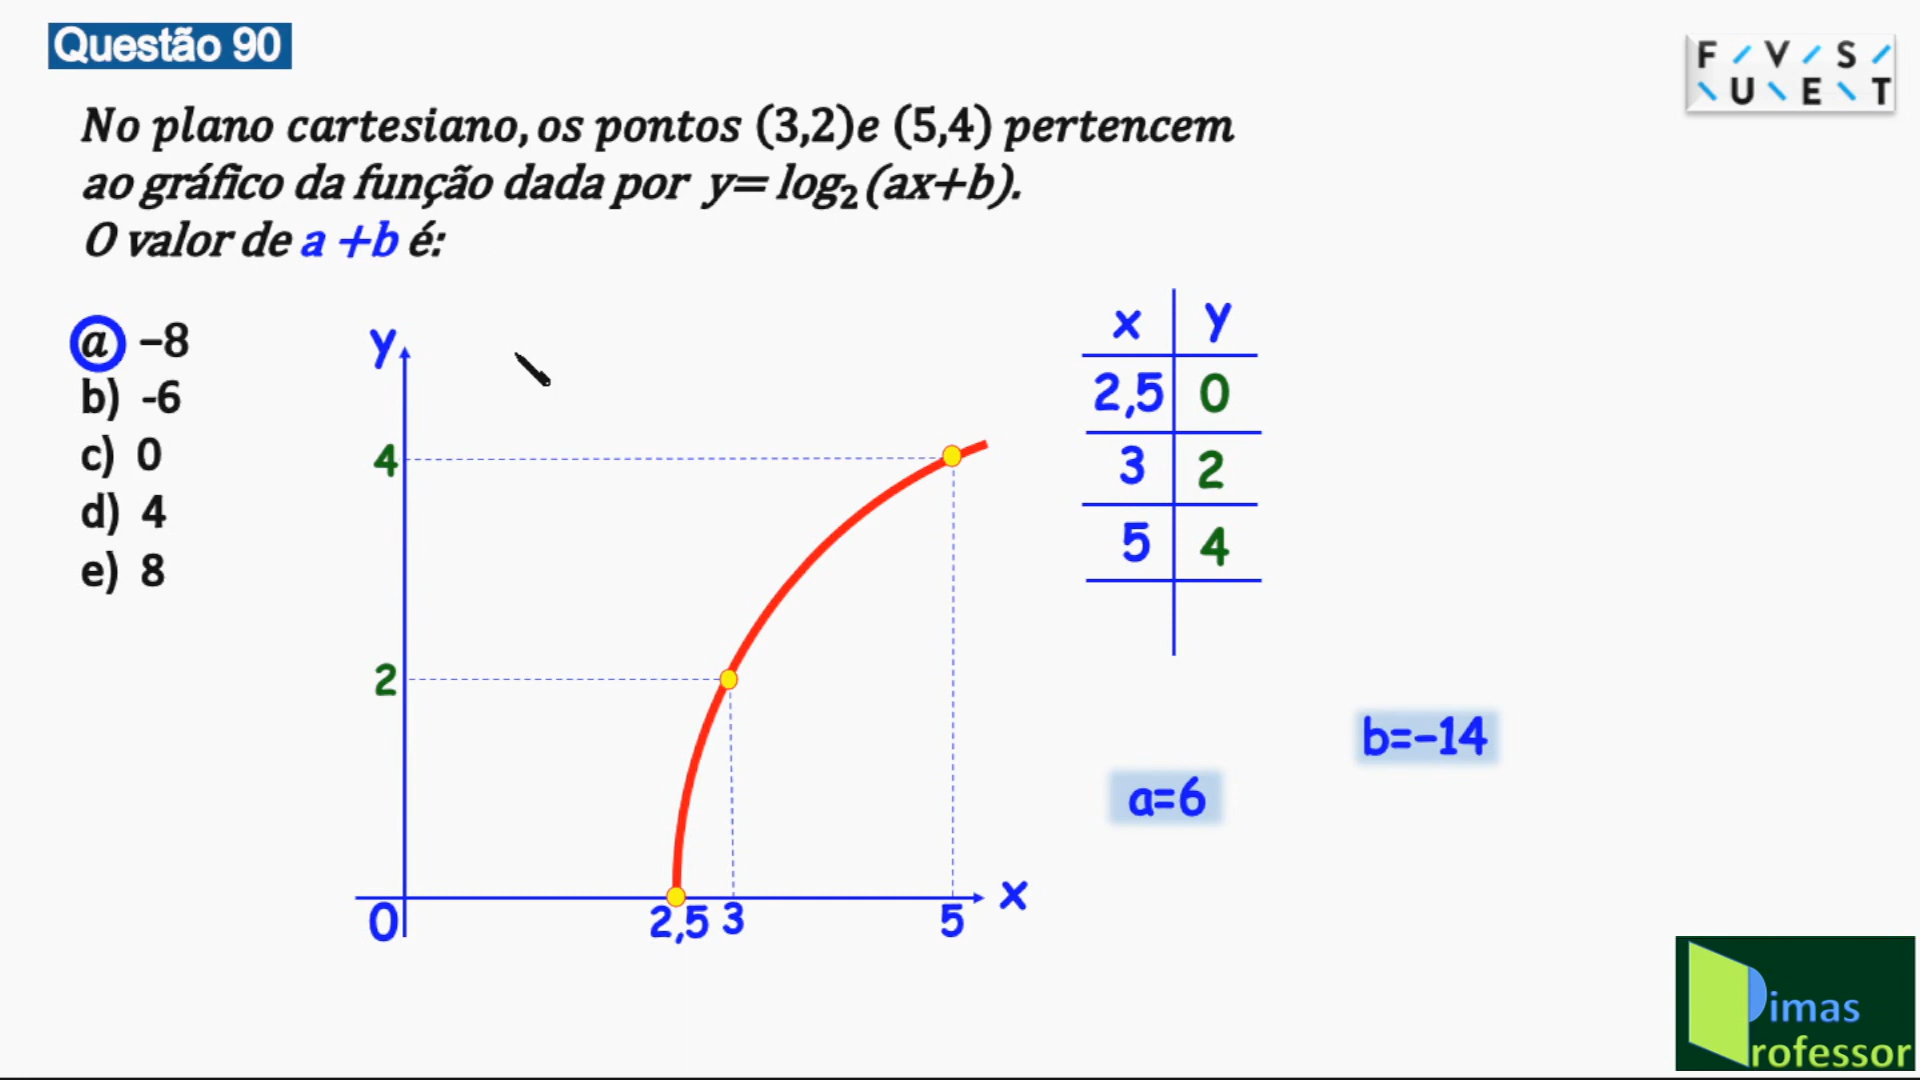 Questão 90
F V S
U E T
No plano cartesiano, os pontos (3,2)e (5,4) pertencem
ao gráfico da função dada por y= log₂ (ax+b).
O valor de a +b é:
a –8
b) -6
c) 0
d) 4
e) 8
y
4
2
0
2,5 3 5
x
x y
2,5 0
3 2
5 4
b=-14
a=6
Dimas
rofessor